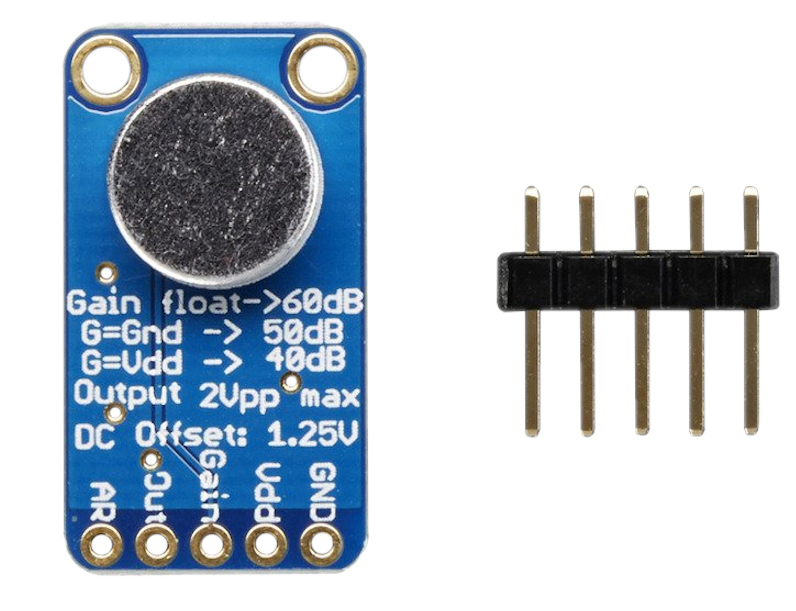 Gain float->60dB
G=Gnd -> 50dB
G=Vdd -> 40dB
Output 2Vpp max
DC Offset: 1.25V
AR Out Gain Vdd GND